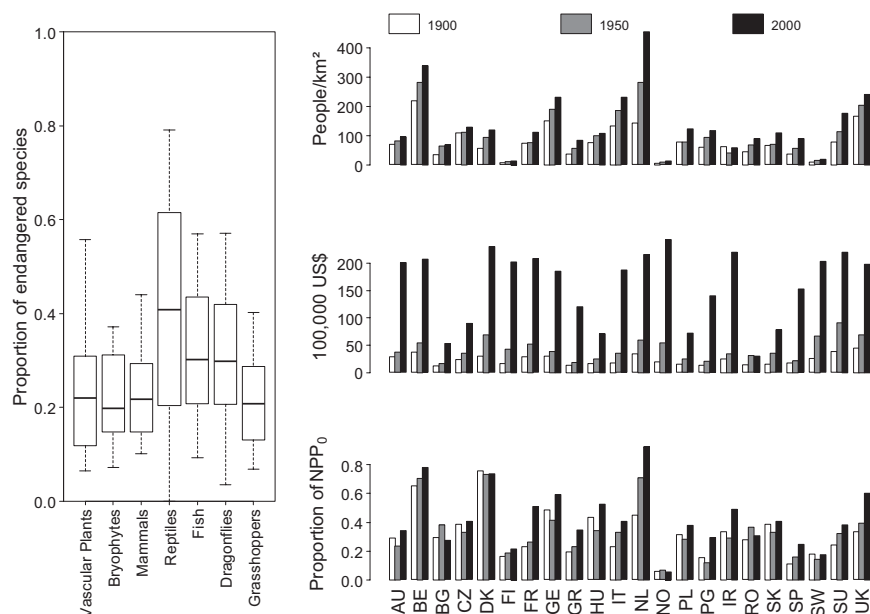 Proportion of endangered species
1.0
0.8
0.6
0.4
0.2
0.0
Vascular Plants
Bryophytes
Mammals
Reptiles
Fish
Dragonflies
Grasshoppers
1900
1950
2000
People/km²
400
300
200
100
0
100,000 US$
200
150
100
50
0
Proportion of NPP₀
0.8
0.6
0.4
0.2
0.0
AU
BE
BG
CZ
DK
FI
FR
GE
GR
HU
IT
NL
NO
PL
PG
IR
RO
SK
SP
SW
SU
UK